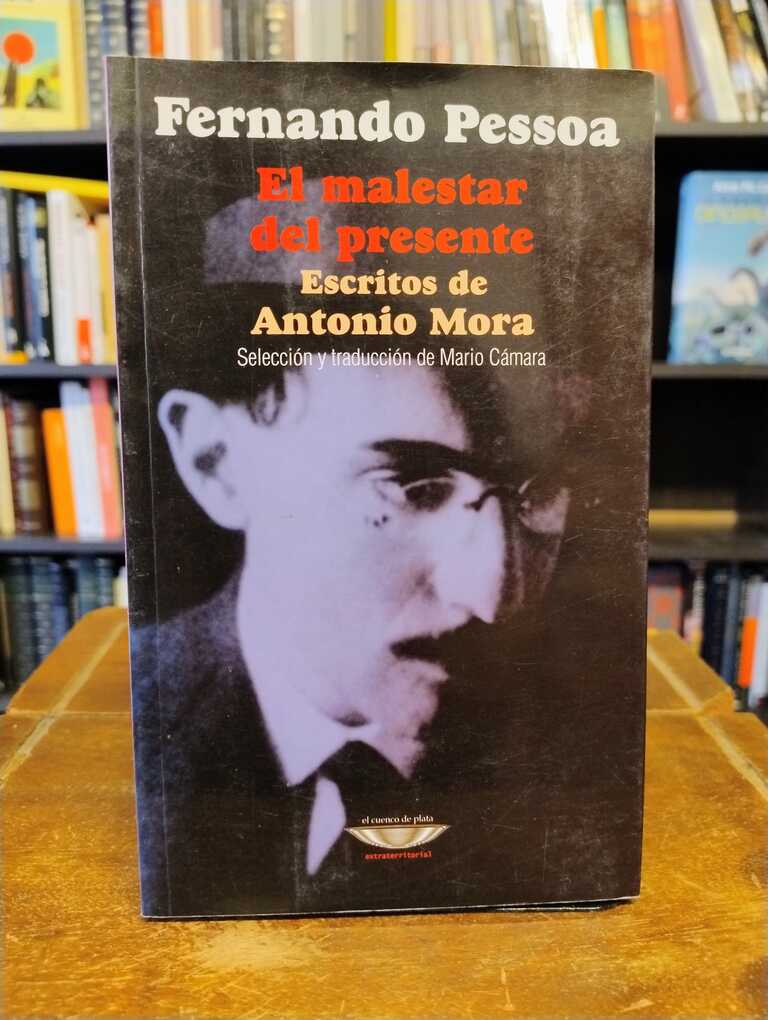 Fernando Pessoa
El malestar
del presente
Escritos de
Antonio Mora
Selección y traducción de Mario Cámara
el cuenco de plata
extraterritorial